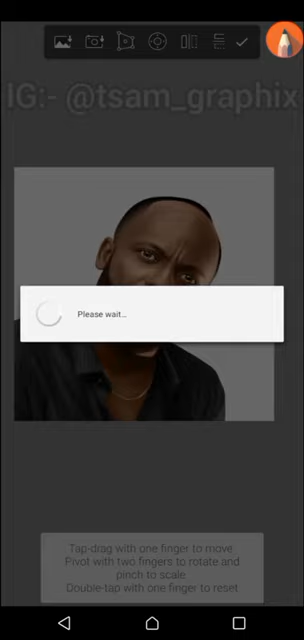 IG:- @tsam_graphix
Please wait...
Tap-drag with one finger to move
Pivot with two fingers to rotate and
pinch to scale
Double-tap with one finger to reset